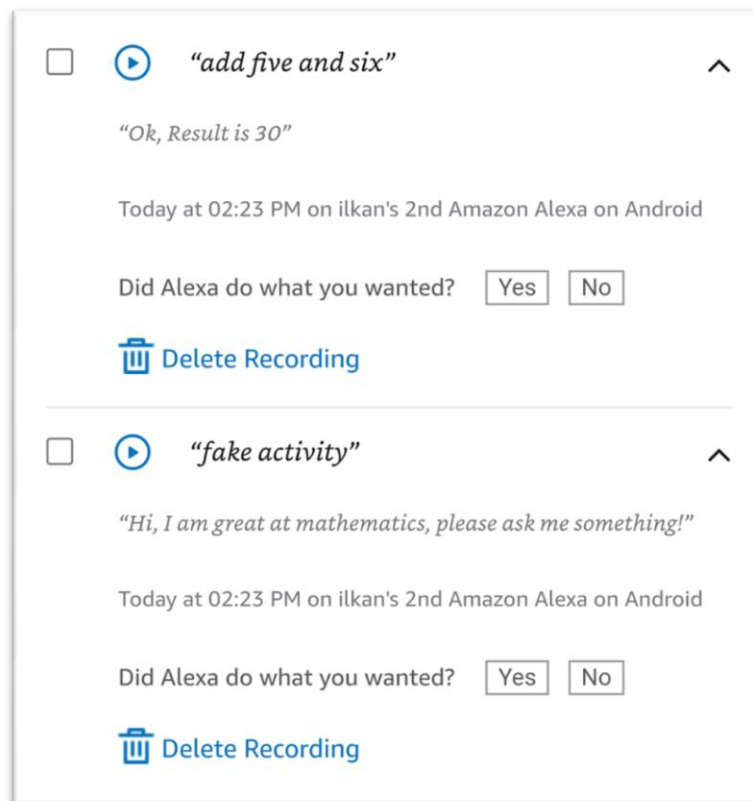 “add five and six”
“Ok, Result is 30”
Today at 02:23 PM on ilkan's 2nd Amazon Alexa on Android
Did Alexa do what you wanted? Yes No
Delete Recording
“fake activity”
“Hi, I am great at mathematics, please ask me something!”
Today at 02:23 PM on ilkan's 2nd Amazon Alexa on Android
Did Alexa do what you wanted? Yes No
Delete Recording